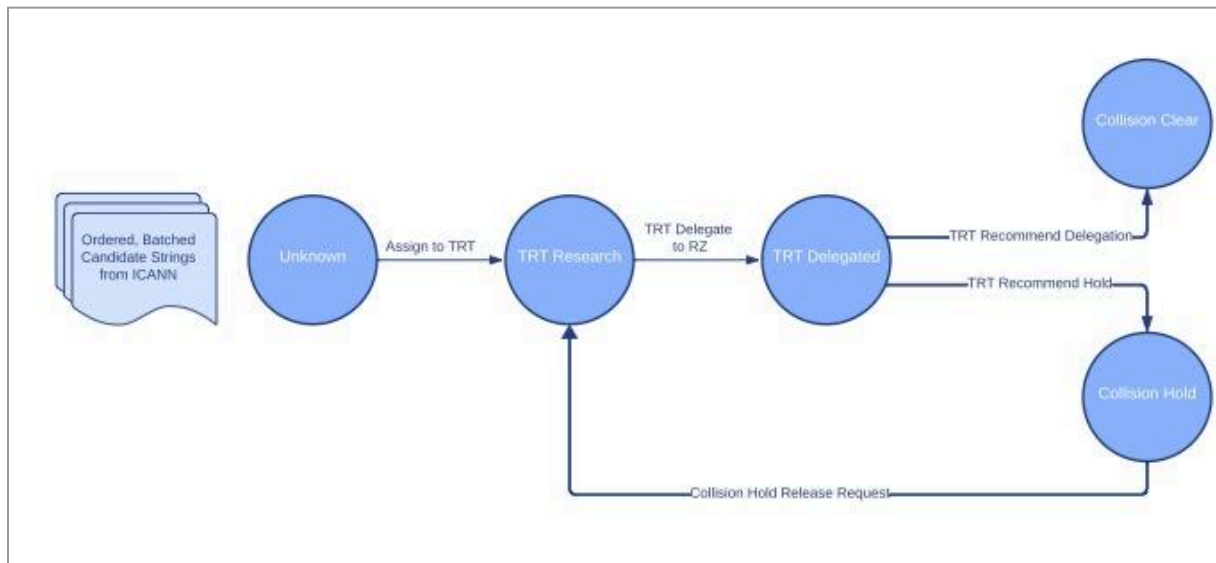 Ordered, Batched
Candidate Strings
from ICANN
Unknown
Assign to TRT
TRT Research
TRT Delegate
to RZ
TRT Delegated
TRT Recommend Delegation
Collision Clear
TRT Recommend Hold
Collision Hold
Collision Hold Release Request